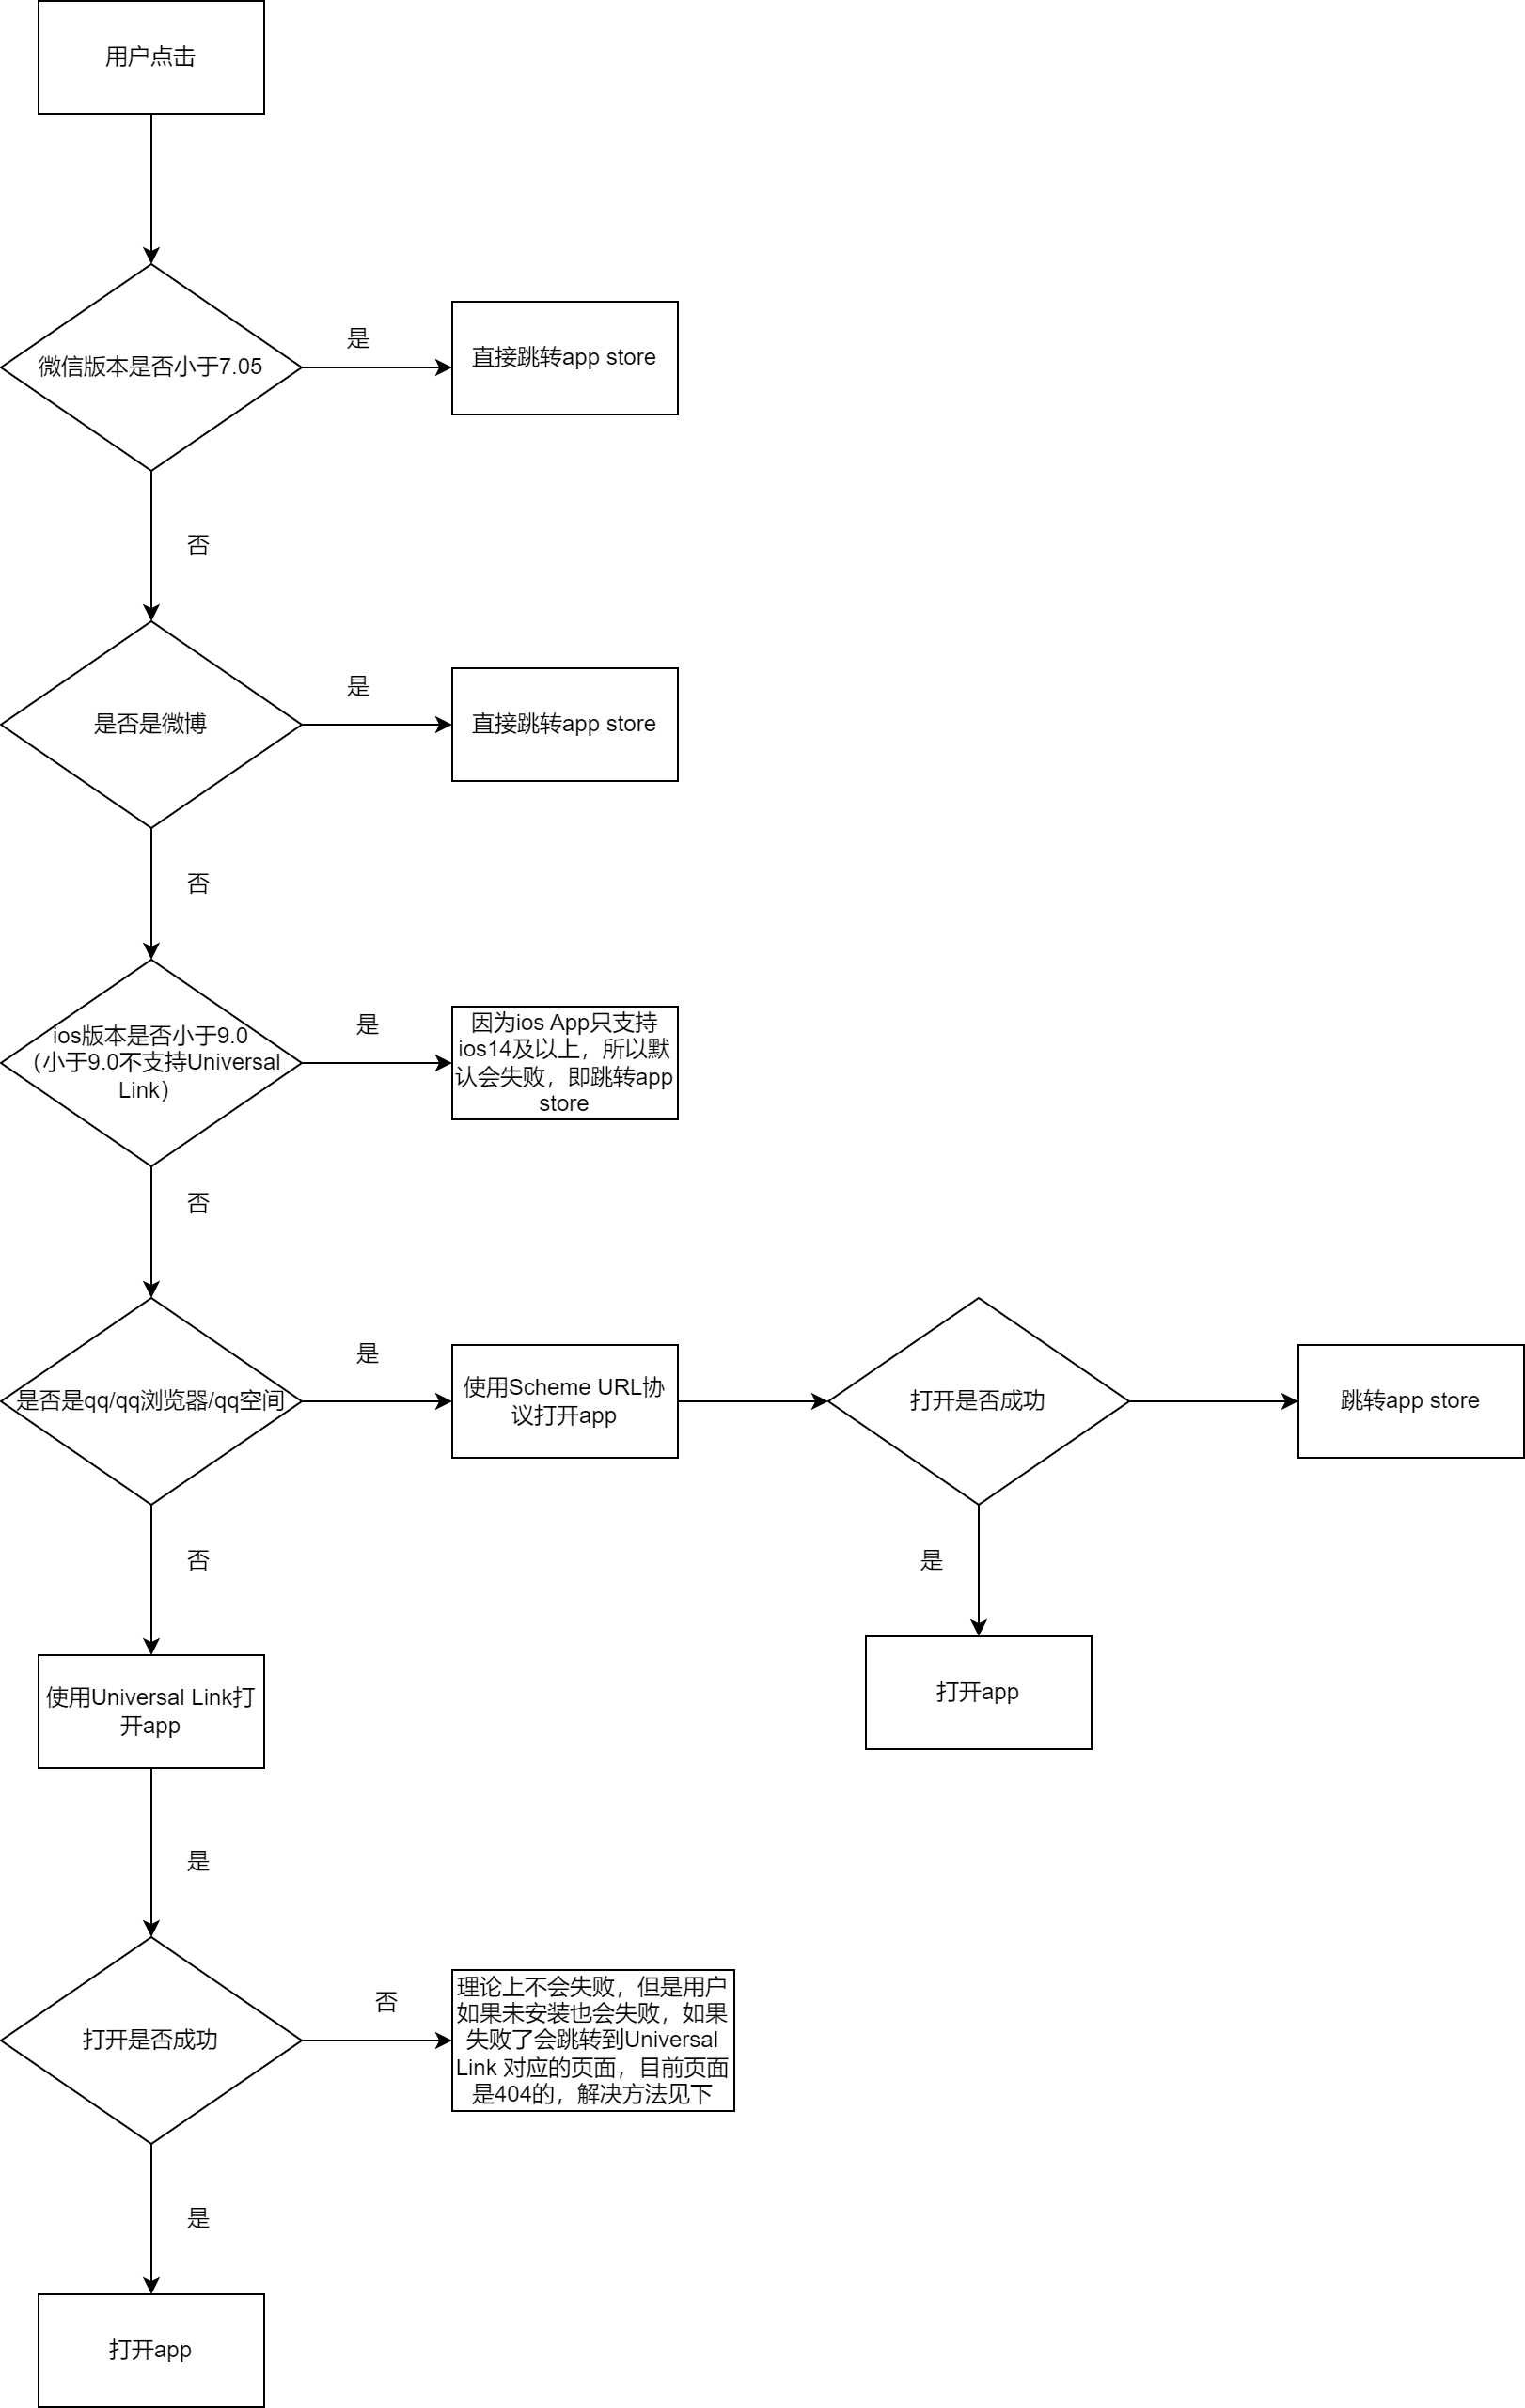 用户点击
微信版本是否小于7.05
是
直接跳转app store
否
是否是微博
是
直接跳转app store
否
ios版本是否小于9.0
（小于9.0不支持Universal
Link）
是
因为ios App只支持
ios14及以上，所以默
认会失败，即跳转app
store
否
是否是qq/qq浏览器/qq空间
是
使用Scheme URL协
议打开app
打开是否成功
跳转app store
否
是
打开app
使用Universal Link打
开app
是
打开是否成功
否
理论上不会失败，但是用户
如果未安装也会失败，如果
失败了会跳转到Universal
Link 对应的页面，目前页面
是404的，解决方法见下
是
打开app